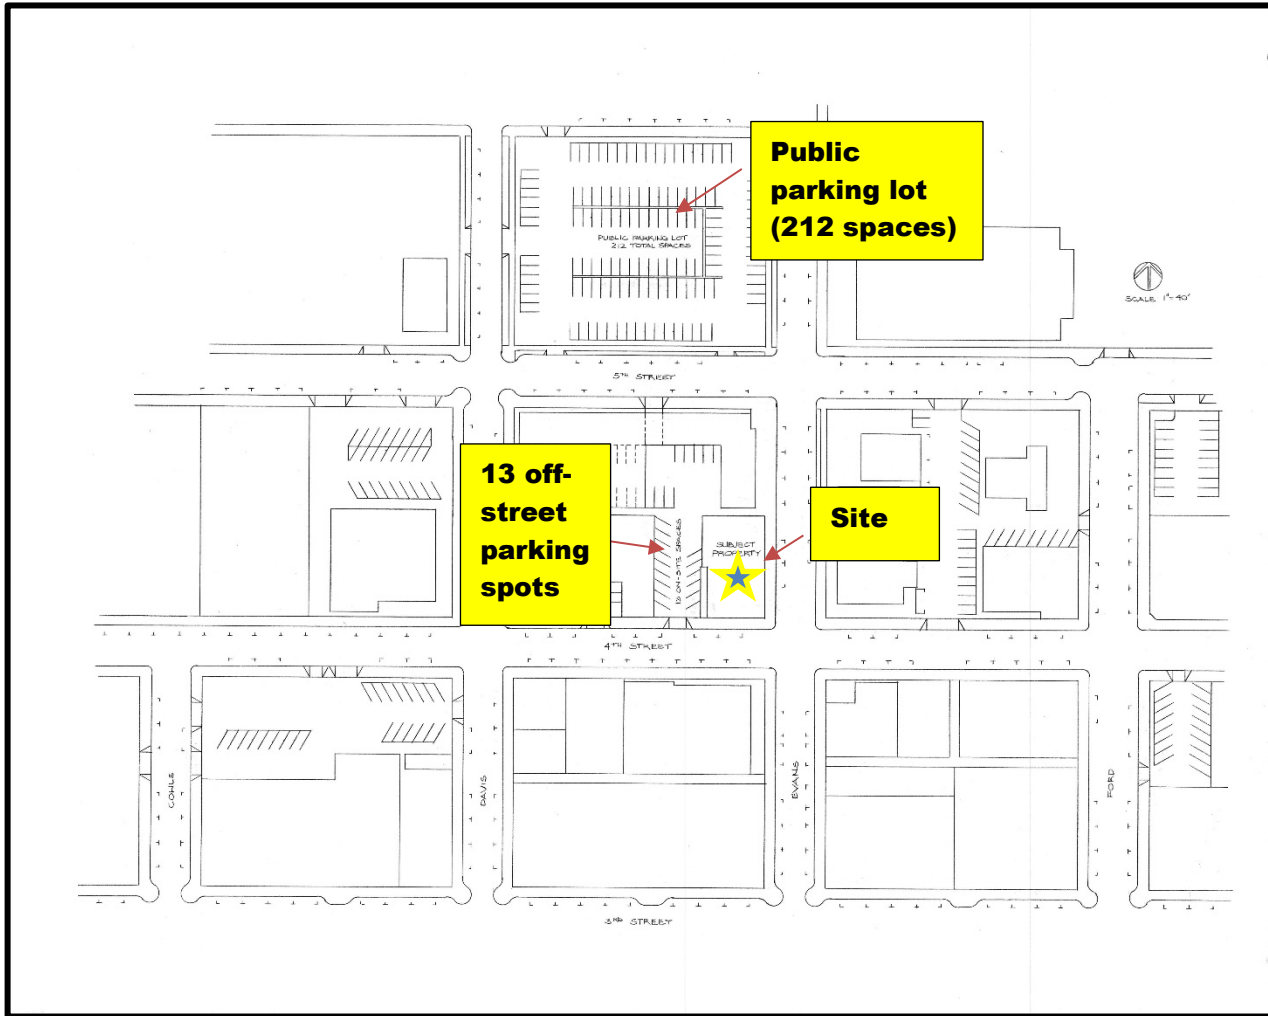 Public
parking lot
(212 spaces)
PUBLIC PARKING LOT
212 TOTAL SPACES
SCALE 1"=40'
5TH STREET
13 off-
street
parking
spots
13 ON-SITE SPACES
SUBJECT
PROPERTY
Site
4TH STREET
COWLE
DAVIS
EVANS
FORD
3RD STREET